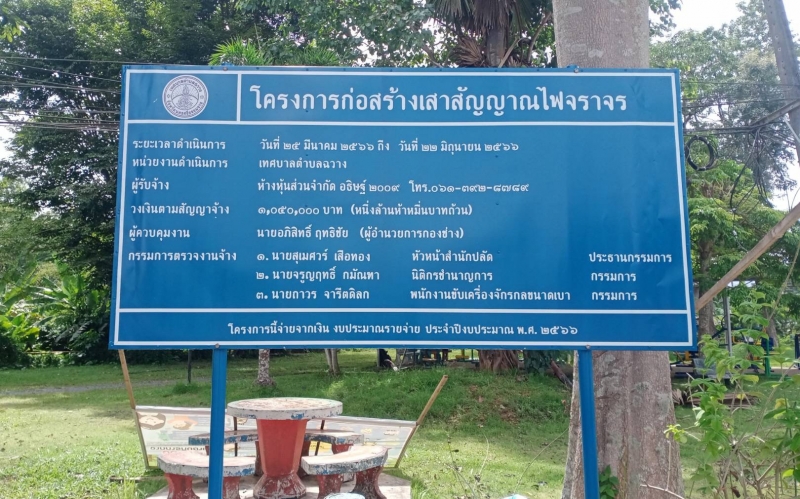 โครงการก่อสร้างเสาสัญญาณไฟจราจร
ระยะเวลาดำเนินการ วันที่ ๒๕ มีนาคม ๒๕๖๖ ถึง วันที่ ๒๒ มิถุนายน ๒๕๖๖
หน่วยงานดำเนินการ เทศบาลตำบลฉวาง
ผู้รับจ้าง ห้างหุ้นส่วนจำกัด อธิษฐ์ ๒๐๐๙ โทร.๐๖๑-๓๙๒-๘๗๘๙
วงเงินตามสัญญาจ้าง ๑,๐๕๐,๐๐๐ บาท (หนึ่งล้านห้าหมื่นบาทถ้วน)
ผู้ควบคุมงาน นายอภิสิทธิ์ ฤทธิชัย (ผู้อำนวยการกองช่าง)
กรรมการตรวจงานจ้าง ๑. นายสุเมศวร์ เสือทอง หัวหน้าสำนักปลัด ประธานกรรมการ
๒. นายจรูญฤทธิ์ กมัณฑา นิติกรชำนาญการ กรรมการ
๓. นายถาวร จารีตดิลก พนักงานขับเครื่องจักรกลขนาดเบา กรรมการ
โครงการนี้จ่ายจากเงิน งบประมาณรายจ่าย ประจำปีงบประมาณ พ.ศ. ๒๕๖๖